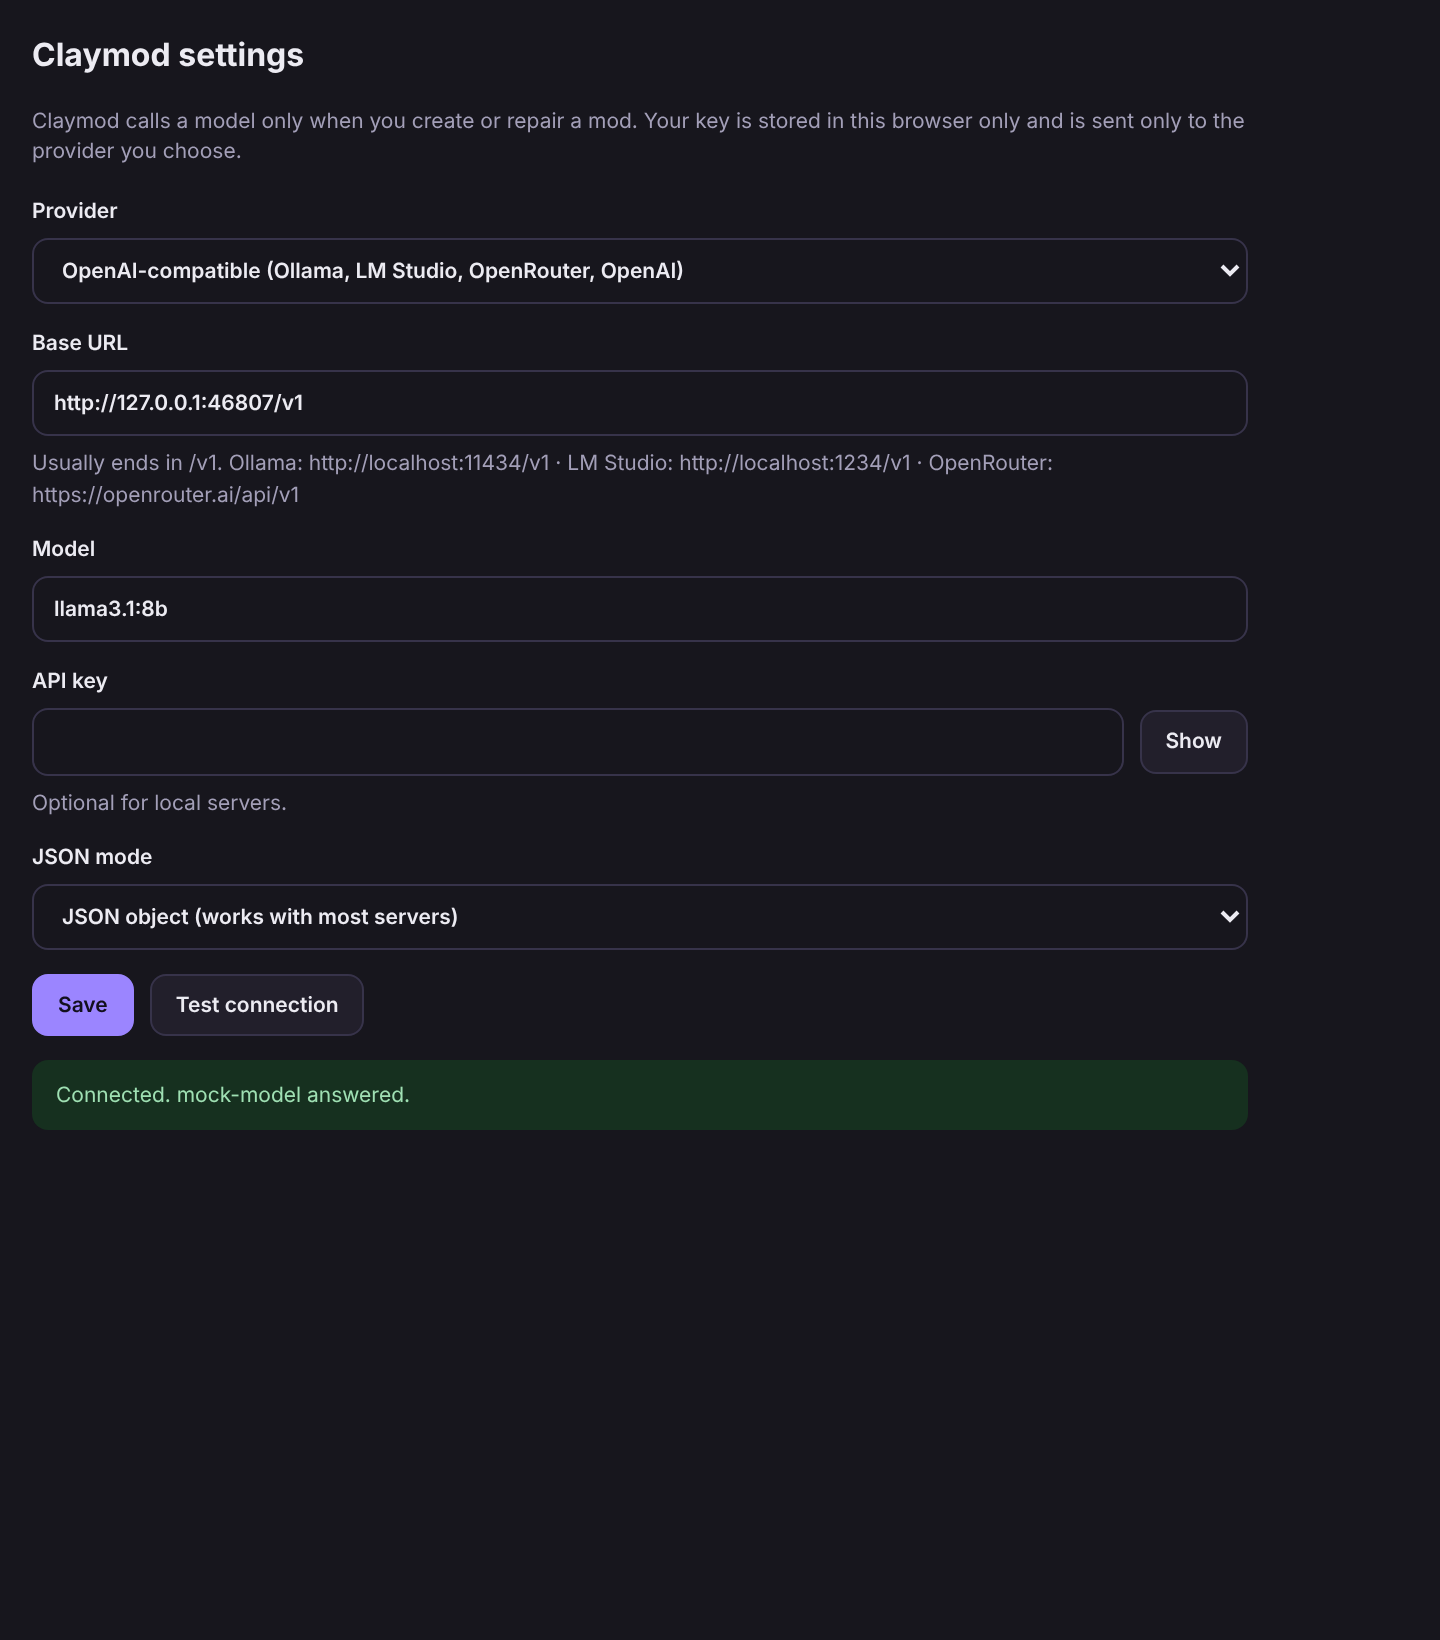 Claymod settings
Claymod calls a model only when you create or repair a mod. Your key is stored in this browser only and is sent only to the
provider you choose.
Provider
OpenAI-compatible (Ollama, LM Studio, OpenRouter, OpenAI)
Base URL
http://127.0.0.1:46807/v1
Usually ends in /v1. Ollama: http://localhost:11434/v1 · LM Studio: http://localhost:1234/v1 · OpenRouter:
https://openrouter.ai/api/v1
Model
llama3.1:8b
API key
Show
Optional for local servers.
JSON mode
JSON object (works with most servers)
Save
Test connection
Connected. mock-model answered.